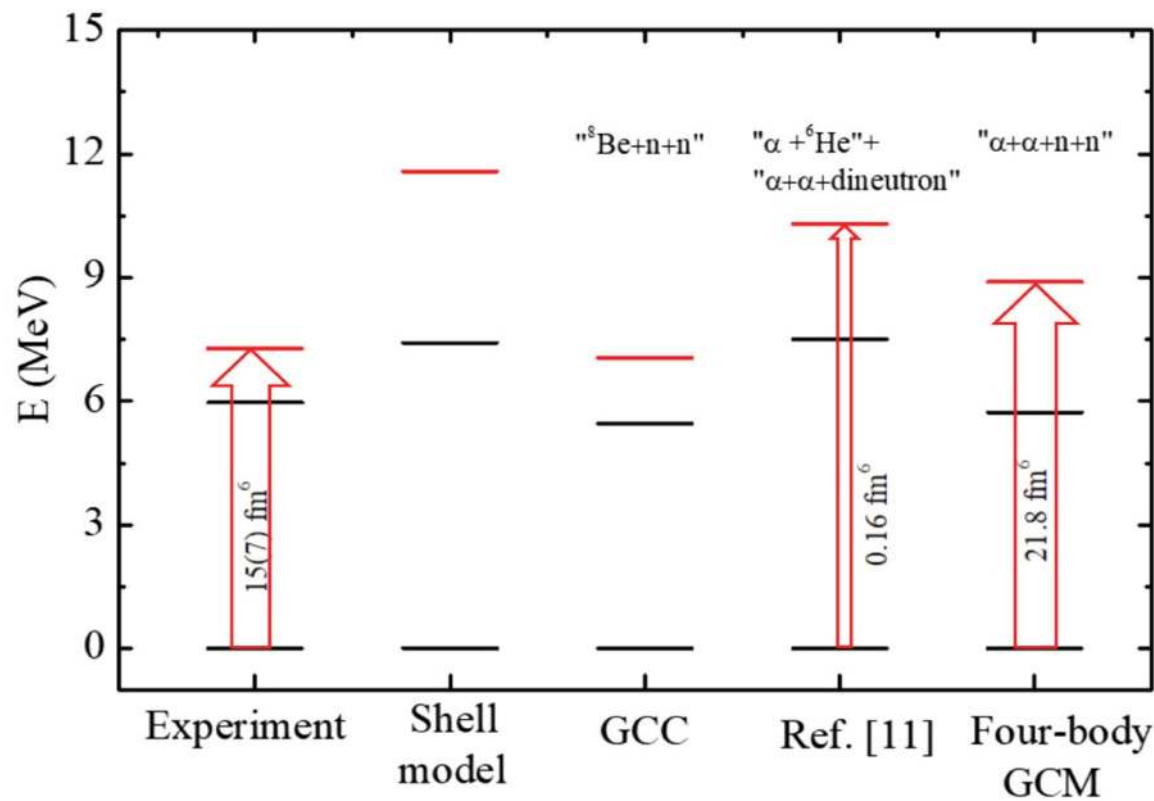 15
12
9
6
3
0
E (MeV)
"⁸Be+n+n"
"α +⁶He"+
"α+α+dineutron"
"α+α+n+n"
15(7) fm⁶
0.16 fm⁶
21.8 fm⁶
Experiment
Shell
model
GCC
Ref. [11]
Four-body
GCM